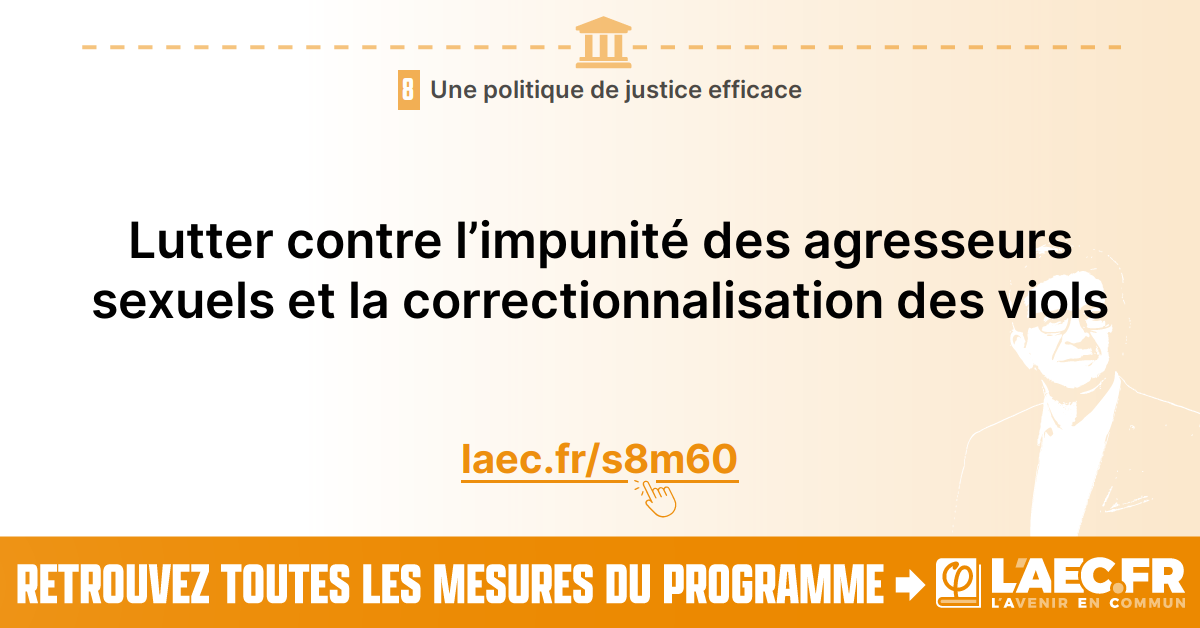 8 Une politique de justice efficace
Lutter contre l’impunité des agresseurs
sexuels et la correctionnalisation des viols
laec.fr/s8m60
RETROUVEZ TOUTES LES MESURES DU PROGRAMME
L'AEC.FR
L'AVENIR EN COMMUN